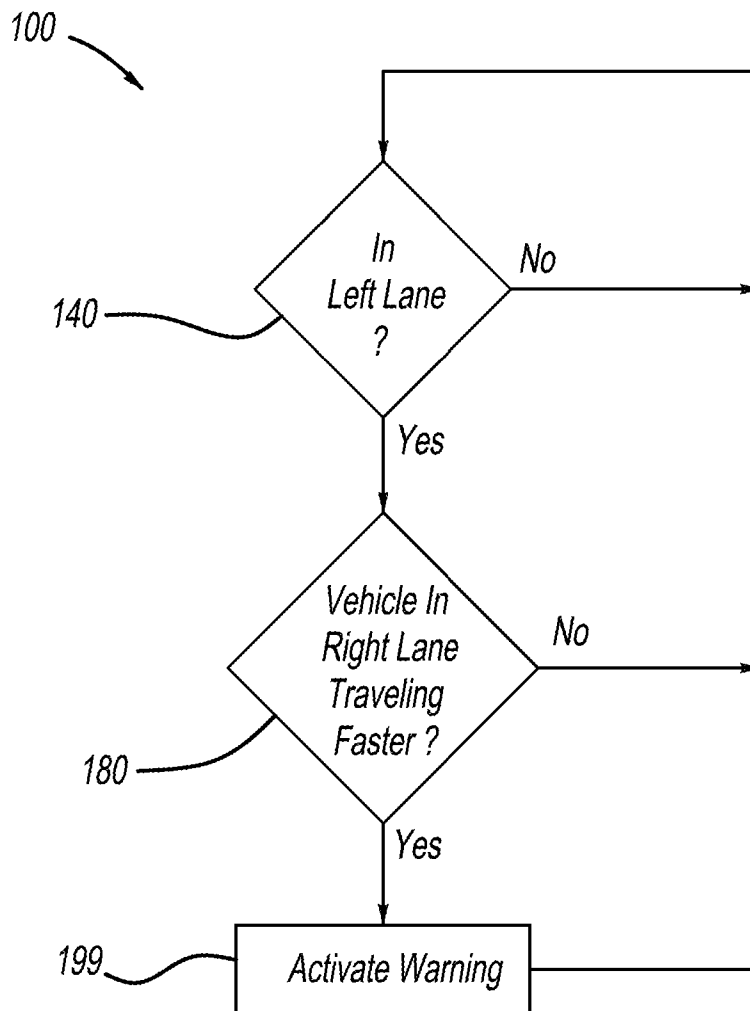 100
In
Left Lane
?
No
140
Yes
Vehicle In
Right Lane
Traveling
Faster ?
No
180
Yes
199
Activate Warning